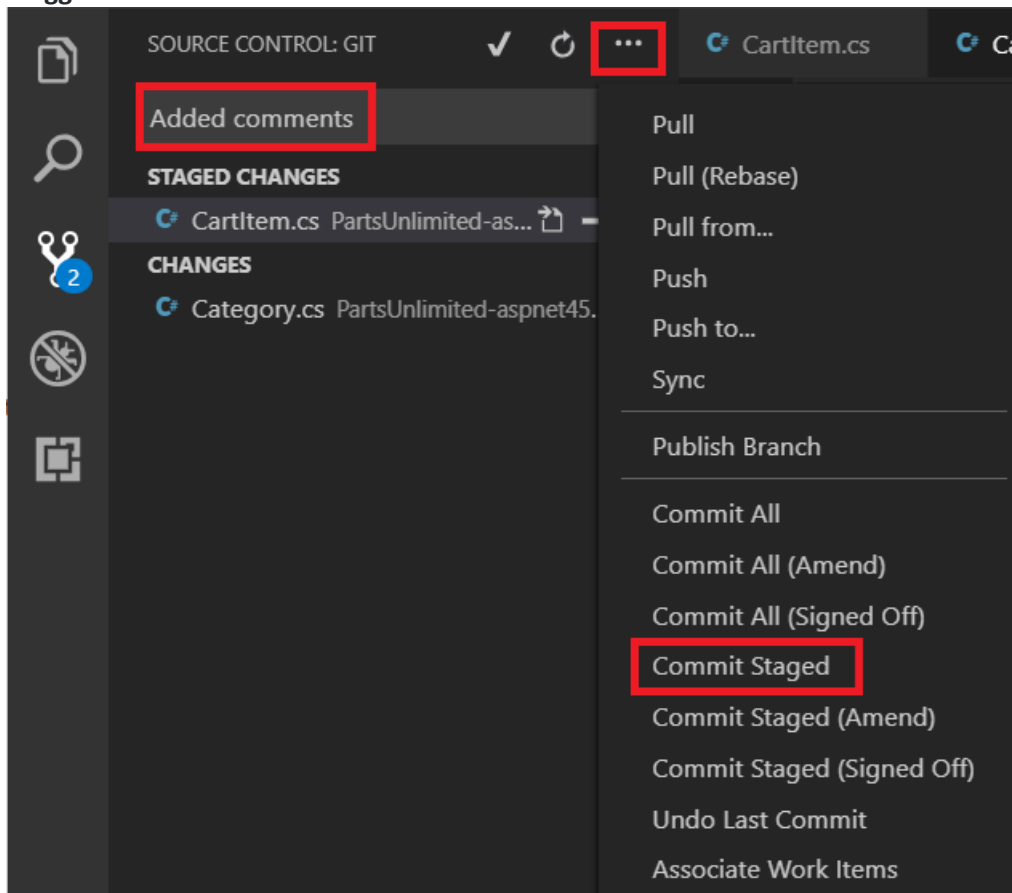 SOURCE CONTROL: GIT
CartItem.cs
Added comments
STAGED CHANGES
CartItem.cs PartsUnlimited-as...
CHANGES
Category.cs PartsUnlimited-aspnet45.
2
Pull
Pull (Rebase)
Pull from...
Push
Push to...
Sync
Publish Branch
Commit All
Commit All (Amend)
Commit All (Signed Off)
Commit Staged
Commit Staged (Amend)
Commit Staged (Signed Off)
Undo Last Commit
Associate Work Items